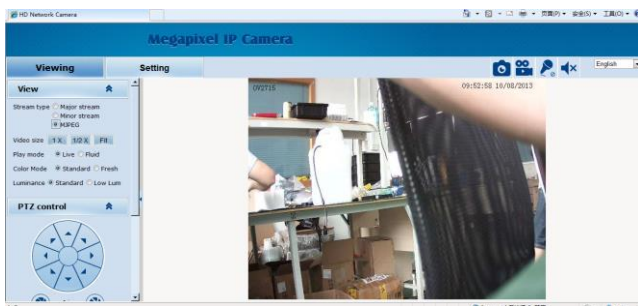 HD Network Camera
页面(P) 安全(S) 工具(O)
Megapixel IP Camera
Viewing Setting
English
View
Stream type Major stream
Minor stream
MJPEG
Video size 1 X 1/2 X Fit
Play mode Live Fluid
Color Mode Standard Fresh
Luminance Standard Low Lum
PTZ control
OV2715
09:52:58 10/08/2013